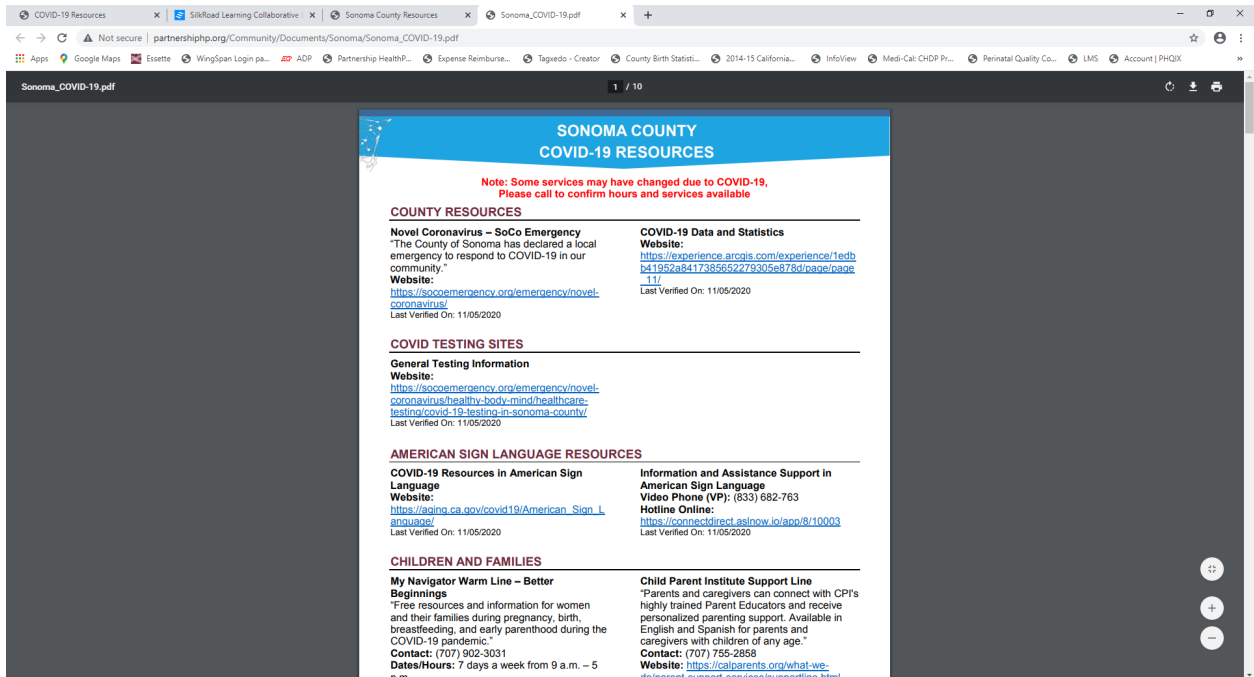 COVID-19 Resources
SilkRoad Learning Collaborative
Sonoma County Resources
Sonoma_COVID-19.pdf
Not secure | partnershiphp.org/Community/Documents/Sonoma/Sonoma_COVID-19.pdf
Apps Google Maps Essette WingSpan Login pa... ADP Partnership HealthP... Expense Reimburse... Tagxedo - Creator County Birth Statisti... 2014-15 California... InfoView Medi-Cal: CHDP Pr... Perinatal Quality Co... LMS Account | PHQIX »
Sonoma_COVID-19.pdf 1 / 10
SONOMA COUNTY
COVID-19 RESOURCES
Note: Some services may have changed due to COVID-19,
Please call to confirm hours and services available
COUNTY RESOURCES
Novel Coronavirus – SoCo Emergency
"The County of Sonoma has declared a local
emergency to respond to COVID-19 in our
community."
Website:
https://socoemergency.org/emergency/novel-
coronavirus/
Last Verified On: 11/05/2020
COVID-19 Data and Statistics
Website:
https://experience.arcgis.com/experience/1edb
b41952a8417385652279305e878d/page/page
_11/
Last Verified On: 11/05/2020
COVID TESTING SITES
General Testing Information
Website:
https://socoemergency.org/emergency/novel-
coronavirus/healthy-body-mind/healthcare-
testing/covid-19-testing-in-sonoma-county/
Last Verified On: 11/05/2020
AMERICAN SIGN LANGUAGE RESOURCES
COVID-19 Resources in American Sign
Language
Website:
https://aging.ca.gov/covid19/American_Sign_L
anguage/
Last Verified On: 11/05/2020
Information and Assistance Support in
American Sign Language
Video Phone (VP): (833) 682-763
Hotline Online:
https://connectdirect.aslnow.io/app/8/10003
Last Verified On: 11/05/2020
CHILDREN AND FAMILIES
My Navigator Warm Line – Better
Beginnings
"Free resources and information for women
and their families during pregnancy, birth,
breastfeeding, and early parenthood during the
COVID-19 pandemic."
Contact: (707) 902-3031
Dates/Hours: 7 days a week from 9 a.m. – 5
p.m.
Child Parent Institute Support Line
"Parents and caregivers can connect with CPI's
highly trained Parent Educators and receive
personalized parenting support. Available in
English and Spanish for parents and
caregivers with children of any age."
Contact: (707) 755-2858
Website: https://calparents.org/what-we-
do/parent-support-services/supportline.html